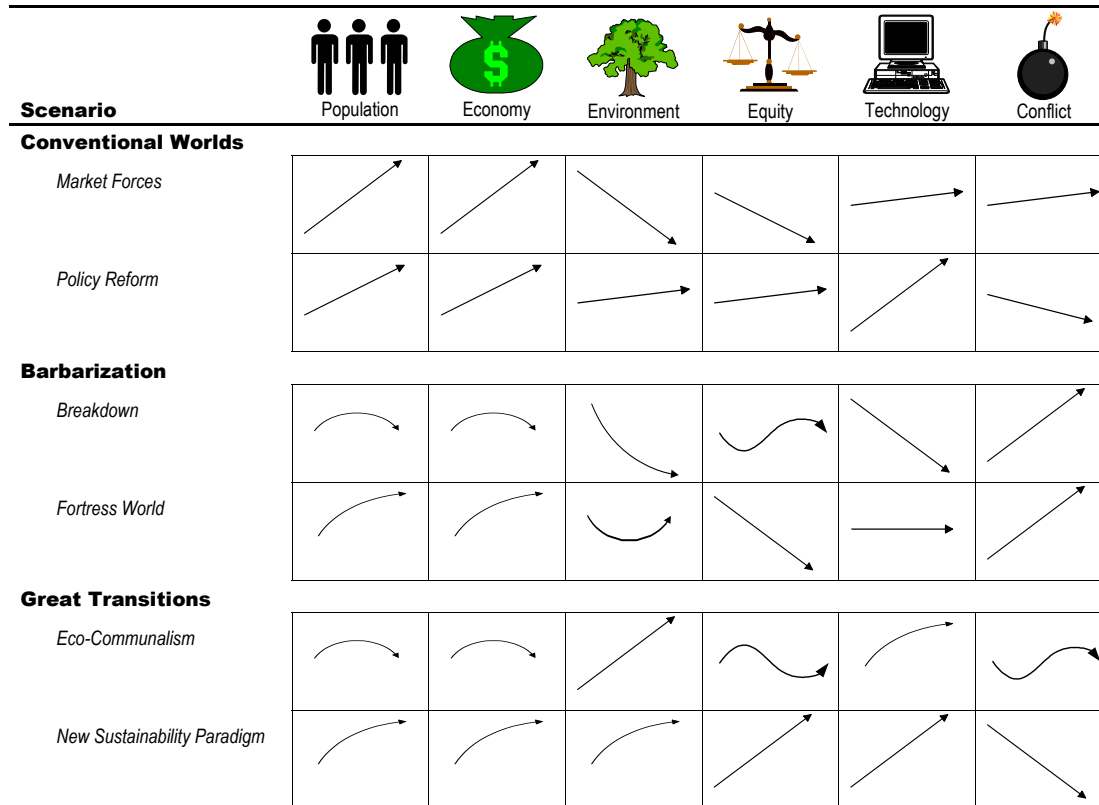 Scenario Population Economy Environment Equity Technology Conflict
Conventional Worlds
Market Forces
Policy Reform
Barbarization
Breakdown
Fortress World
Great Transitions
Eco-Communalism
New Sustainability Paradigm